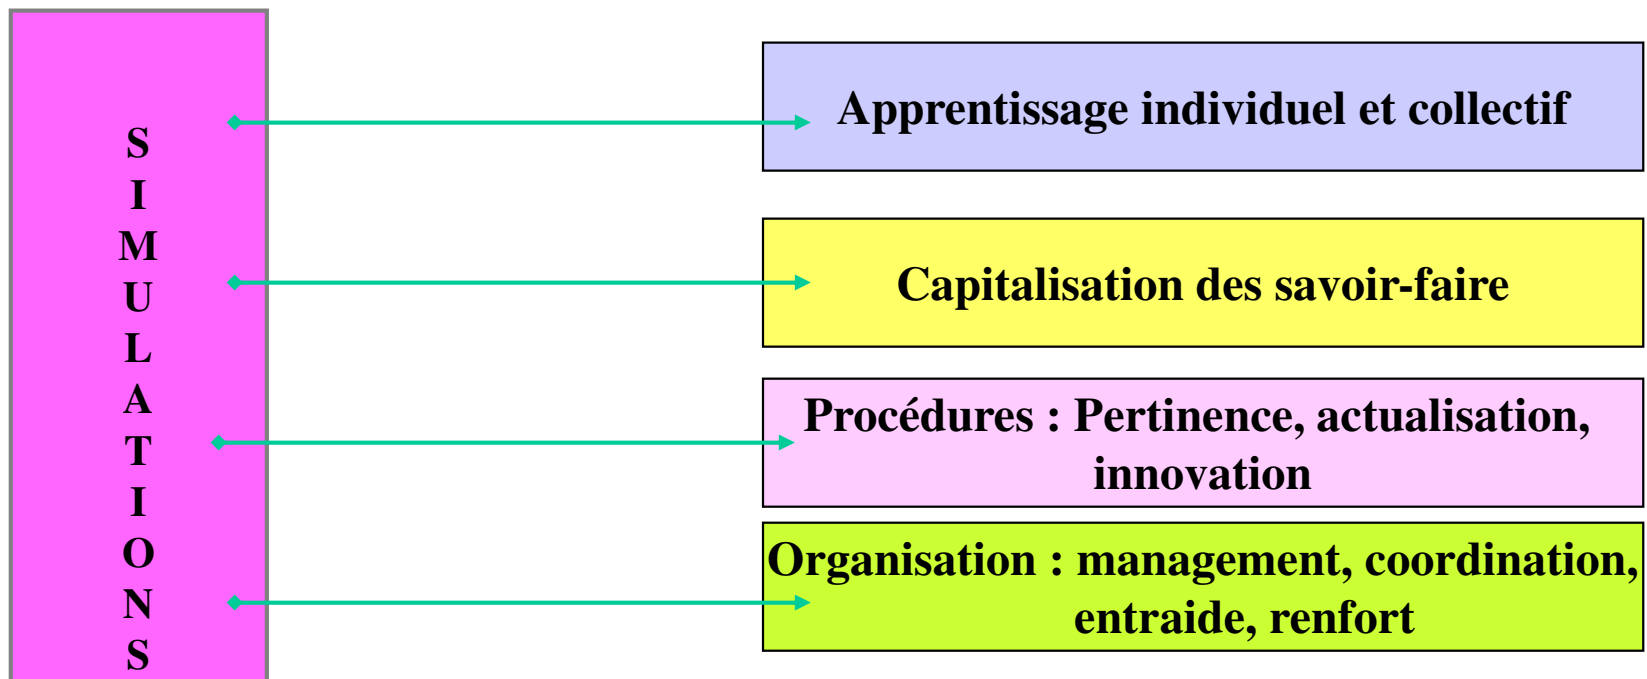 S
I
M
U
L
A
T
I
O
N
S
Apprentissage individuel et collectif
Capitalisation des savoir-faire
Procédures : Pertinence, actualisation,
innovation
Organisation : management, coordination,
entraide, renfort